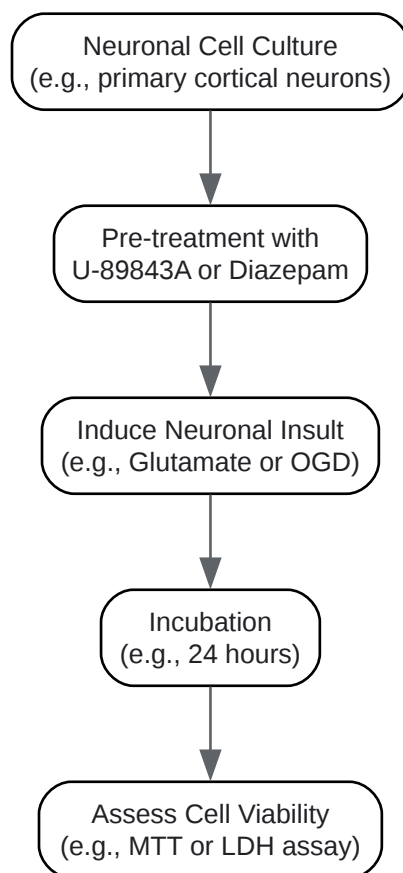 Neuronal Cell Culture
(e.g., primary cortical neurons)
Pre-treatment with
U-89843A or Diazepam
Induce Neuronal Insult
(e.g., Glutamate or OGD)
Incubation
(e.g., 24 hours)
Assess Cell Viability
(e.g., MTT or LDH assay)